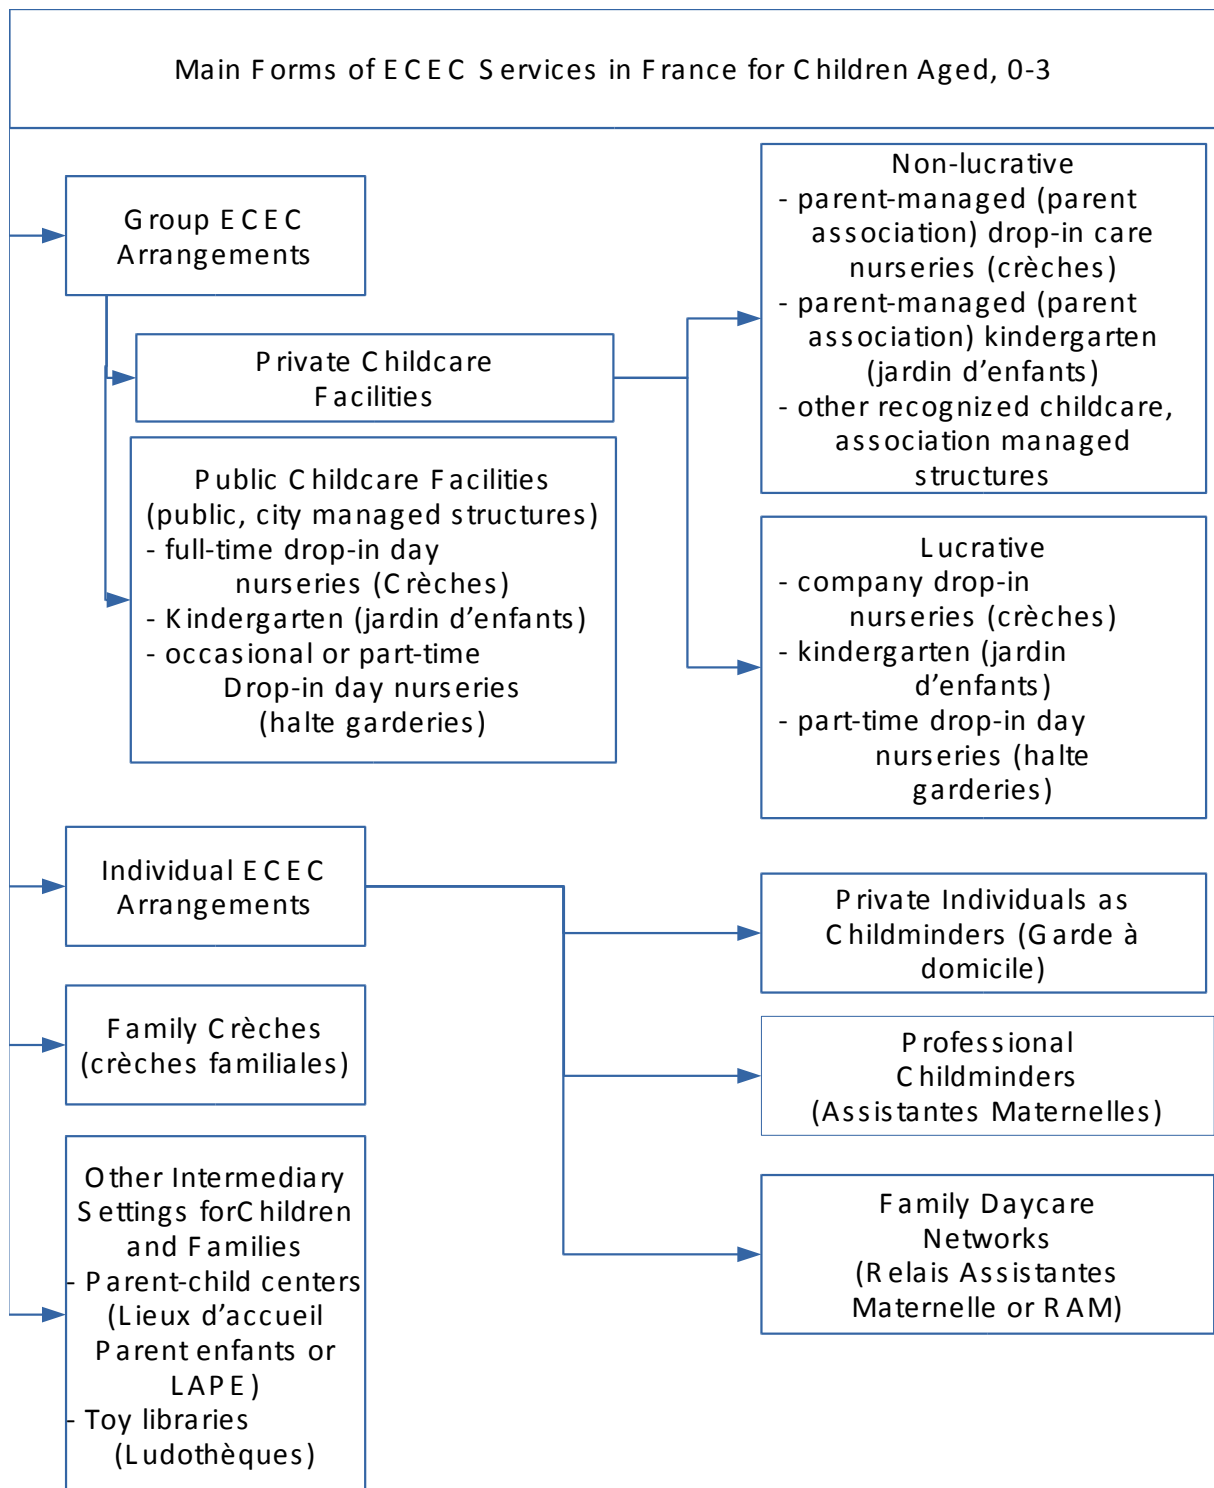 Main Forms of ECEC Services in France for Children Aged, 0-3
Group ECEC
Arrangements
Private Childcare
Facilities
Public Childcare Facilities
(public, city managed structures)
- full-time drop-in day
nurseries (Crèches)
- Kindergarten (jardin d’enfants)
- occasional or part-time
Drop-in day nurseries
(halte garderies)
Non-lucrative
- parent-managed (parent
association) drop-in care
nurseries (crèches)
- parent-managed (parent
association) kindergarten
(jardin d’enfants)
- other recognized childcare,
association managed
structures
Lucrative
- company drop-in
nurseries (crèches)
- kindergarten (jardin
d’enfants)
- part-time drop-in day
nurseries (halte
garderies)
Individual ECEC
Arrangements
Private Individuals as
Childminders (Garde à
domicile)
Professional
Childminders
(Assistantes Maternelles)
Family Daycare
Networks
(Relais Assistantes
Maternelle or RAM)
Family Crèches
(crèches familiales)
Other Intermediary
Settings forChildren
and Families
- Parent-child centers
(Lieux d’accueil
Parent enfants or
LAPE)
- Toy libraries
(Ludothèques)